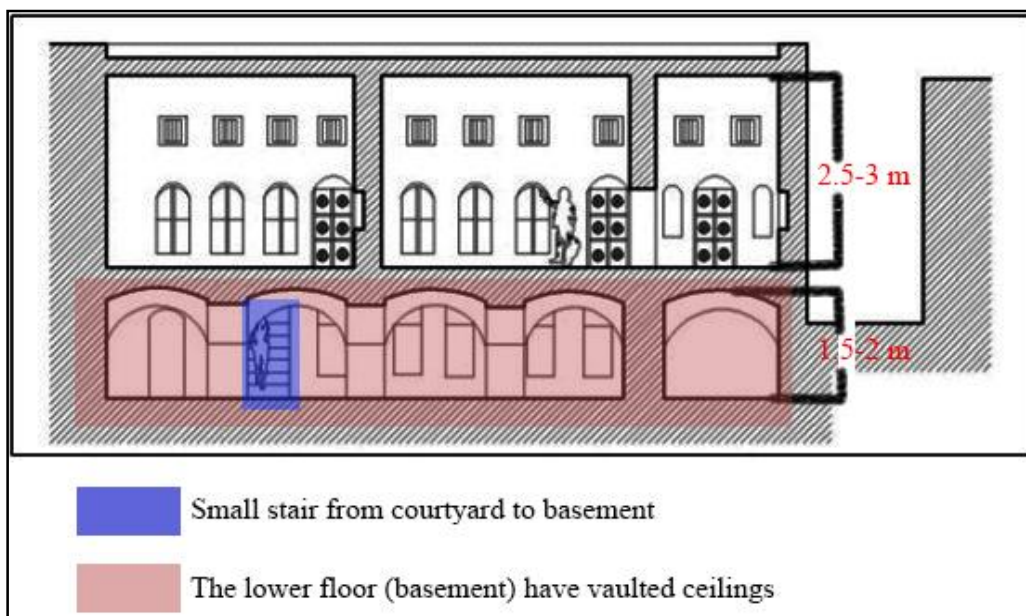 2.5-3 m
1.5-2 m
Small stair from courtyard to basement
The lower floor (basement) have vaulted ceilings